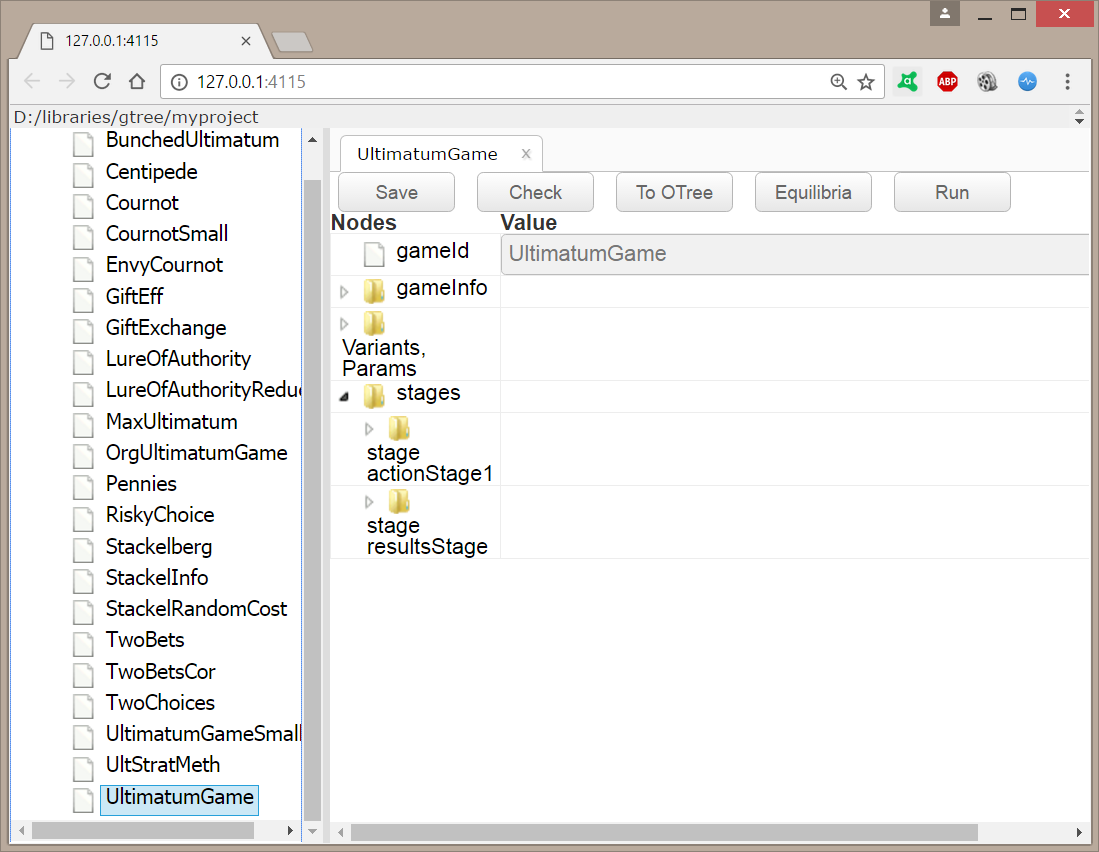 127.0.0.1:4115
127.0.0.1:4115
ABP
D:/libraries/gtree/myproject
BunchedUltimatum
Centipede
Cournot
CournotSmall
EnvyCournot
GiftEff
GiftExchange
LureOfAuthority
LureOfAuthorityRedu
MaxUltimatum
OrgUltimatumGame
Pennies
RiskyChoice
Stackelberg
StackelInfo
StackelRandomCost
TwoBets
TwoBetsCor
TwoChoices
UltimatumGameSmall
UltStratMeth
UltimatumGame
UltimatumGame x
Save Check To OTree Equilibria Run
Nodes Value
gameId UltimatumGame
gameInfo
Variants,
Params
stages
stage
actionStage1
stage
resultsStage